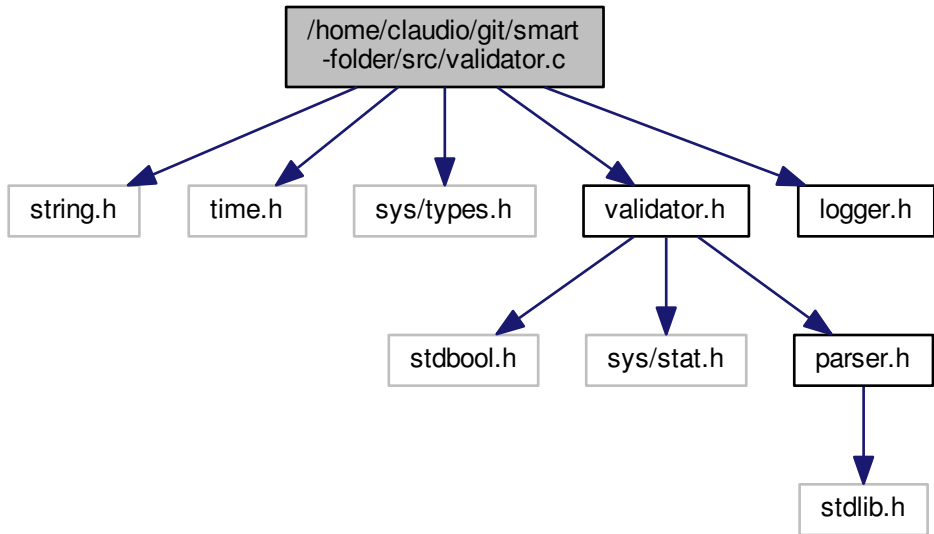 /home/claudio/git/smart
-folder/src/validator.c
string.h
time.h
sys/types.h
validator.h
logger.h
stdbool.h
sys/stat.h
parser.h
stdlib.h